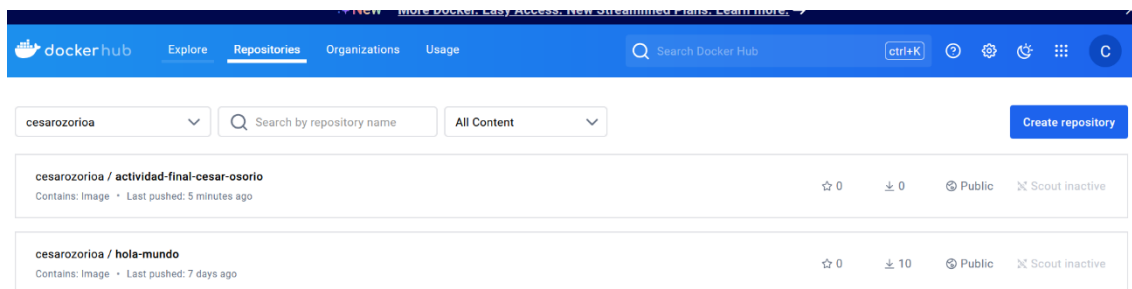 New More Docker. Easy Access. New Streamlined Plans. Learn more. →
dockerhub Explore Repositories Organizations Usage Search Docker Hub ctrl+K C
cesarozorioa Search by repository name All Content Create repository
cesarozorioa / actividad-final-cesar-osorio
Contains: Image • Last pushed: 5 minutes ago
0 0 Public Scout inactive
cesarozorioa / hola-mundo
Contains: Image • Last pushed: 7 days ago
0 10 Public Scout inactive